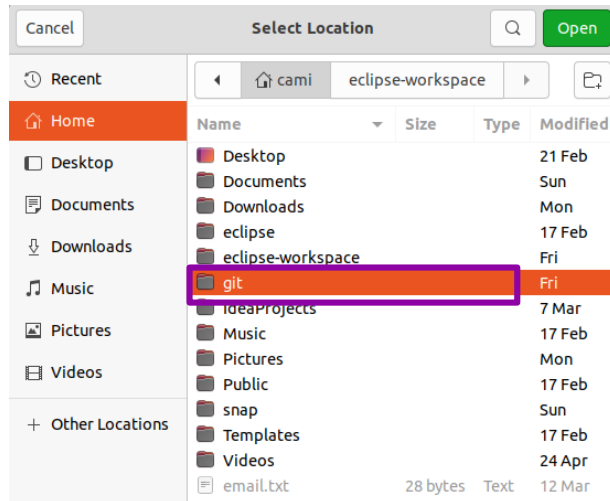 Cancel Select Location Open
Recent
Home
Desktop
Documents
Downloads
Music
Pictures
Videos
+ Other Locations
cami eclipse-workspace
Name Size Type Modified
Desktop 21 Feb
Documents Sun
Downloads Mon
eclipse 17 Feb
eclipse-workspace Fri
git Fri
IdeaProjects 7 Mar
Music 17 Feb
Pictures Mon
Public 17 Feb
snap Sun
Templates 17 Feb
Videos 24 Apr
email.txt 28 bytes Text 12 Mar